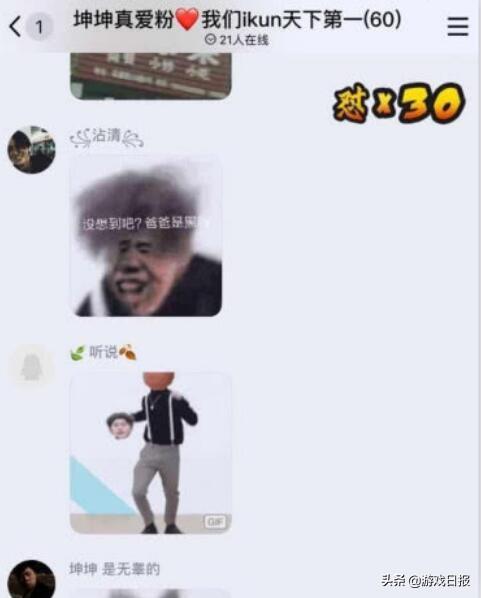 1
坤坤真爱粉❤️我们ikun天下第一(60)
21人在线
怼x30
沾清
没想到吧?爸爸是黑
🌿 听说🍂
GIF
坤坤 是无辜的
头条 @游戏日报